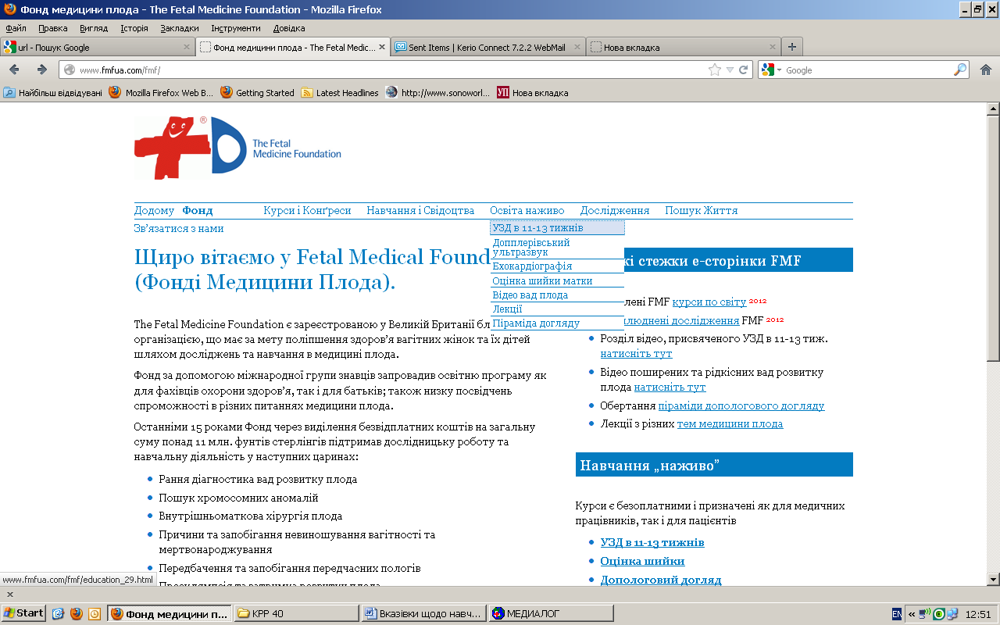 Фонд медицини плода - The Fetal Medicine Foundation - Mozilla Firefox
Файл Правка Вигляд Історія Закладки Інструменти Довідка
url - Пошук Google
Фонд медицини плода - The Fetal Medic...
Sent Items | Kerio Connect 7.2.2 WebMail
Нова вкладка
www.fmfua.com/fmf/
Google
Найбільш відвідувані Mozilla Firefox Web B... Getting Started Latest Headlines http://www.sonoworl... УП Нова вкладка
The Fetal
Medicine Foundation
Додому Фонд Курси і Конґреси Навчання і Свідоцтва Освіта наживо Дослідження Пошук Життя
Зв'язатися з нами
УЗД в 11-13 тижнів
Допплерівський
ультразвук
Ехокардіографія
Оцінка шийки матки
Відео вад плода
Лекції
Піраміда догляду
Щиро вітаємо у Fetal Medical Found
(Фонді Медицини Плода).
The Fetal Medicine Foundation є зареєстрованою у Великій Британії бл
організацією, що має за мету поліпшення здоров'я вагітних жінок та їх дітей
шляхом досліджень та навчання в медицині плода.
Фонд за допомогою міжнародної групи знавців запровадив освітню програму як
для фахівців охорони здоров'я, так і для батьків; також низку посвідчень
спроможності в різних питаннях медицини плода.
Останніми 15 роками Фонд через виділення безвідплатних коштів на загальну
суму понад 11 млн. фунтів стерлінгів підтримав дослідницьку роботу та
навчальну діяльність у наступних царинах:
Рання діагностика вад розвитку плода
Пошук хромосомних аномалій
Внутрішньоматкова хірургія плода
Причини та запобігання невиношування вагітності та
мертвонароджування
Передбачення та запобігання передчасних пологів
кі стежки е-сторінки FMF
лені FMF курси по світу 2012
люднені дослідження FMF 2012
Розділ відео, присвяченого УЗД в 11-13 тиж.
натисніть тут
Відео поширених та рідкісних вад розвитку
плода натисніть тут
Обертання піраміди допологового догляду
Лекції з різних тем медицини плода
Навчання „наживо”
Курси є безоплатними і призначені як для медичних
працівників, так і для пацієнтів
УЗД в 11-13 тижнів
Оцінка шийки
Допологовий догляд
www.fmfua.com/fmf/education_29.html
Start Фонд медицини п... КРР 40 Вказівки щодо навч... МЕДИАЛОГ EN 12:51